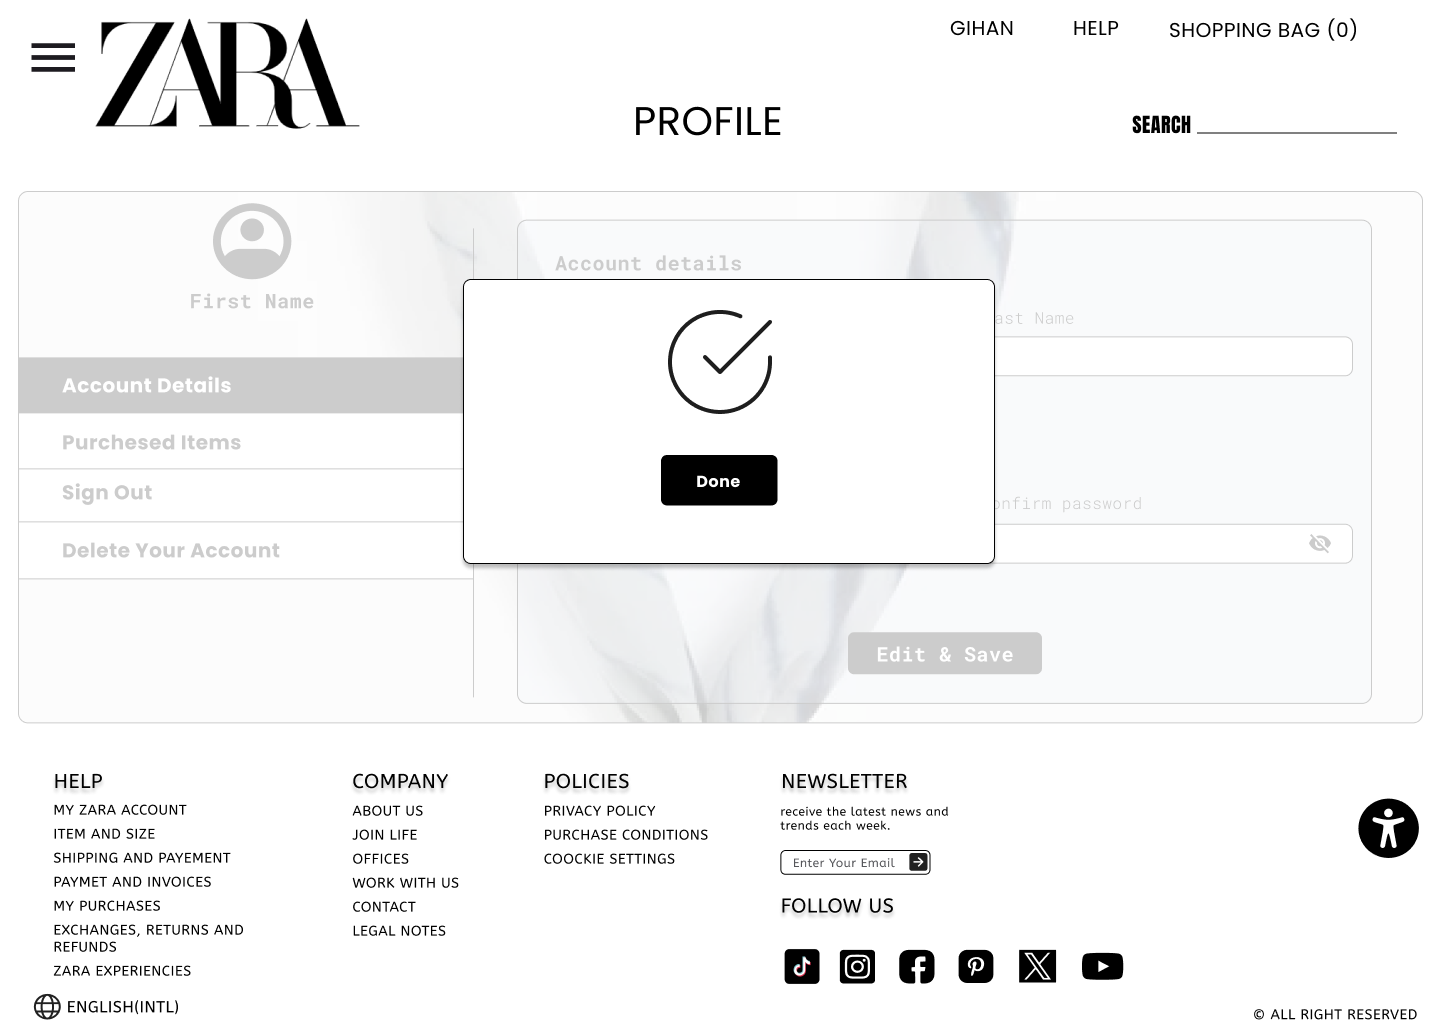 ZARA
GIHAN
HELP
SHOPPING BAG (0)
PROFILE
SEARCH
First Name
Account Details
Purchesed Items
Sign Out
Delete Your Account
Account details
ast Name
onfirm password
Done
Edit & Save
HELP
MY ZARA ACCOUNT
ITEM AND SIZE
SHIPPING AND PAYEMENT
PAYMET AND INVOICES
MY PURCHASES
EXCHANGES, RETURNS AND
REFUNDS
ZARA EXPERIENCIES
ENGLISH(INTL)
COMPANY
ABOUT US
JOIN LIFE
OFFICES
WORK WITH US
CONTACT
LEGAL NOTES
POLICIES
PRIVACY POLICY
PURCHASE CONDITIONS
COOCKIE SETTINGS
NEWSLETTER
receive the latest news and
trends each week.
Enter Your Email
FOLLOW US
© ALL RIGHT RESERVED